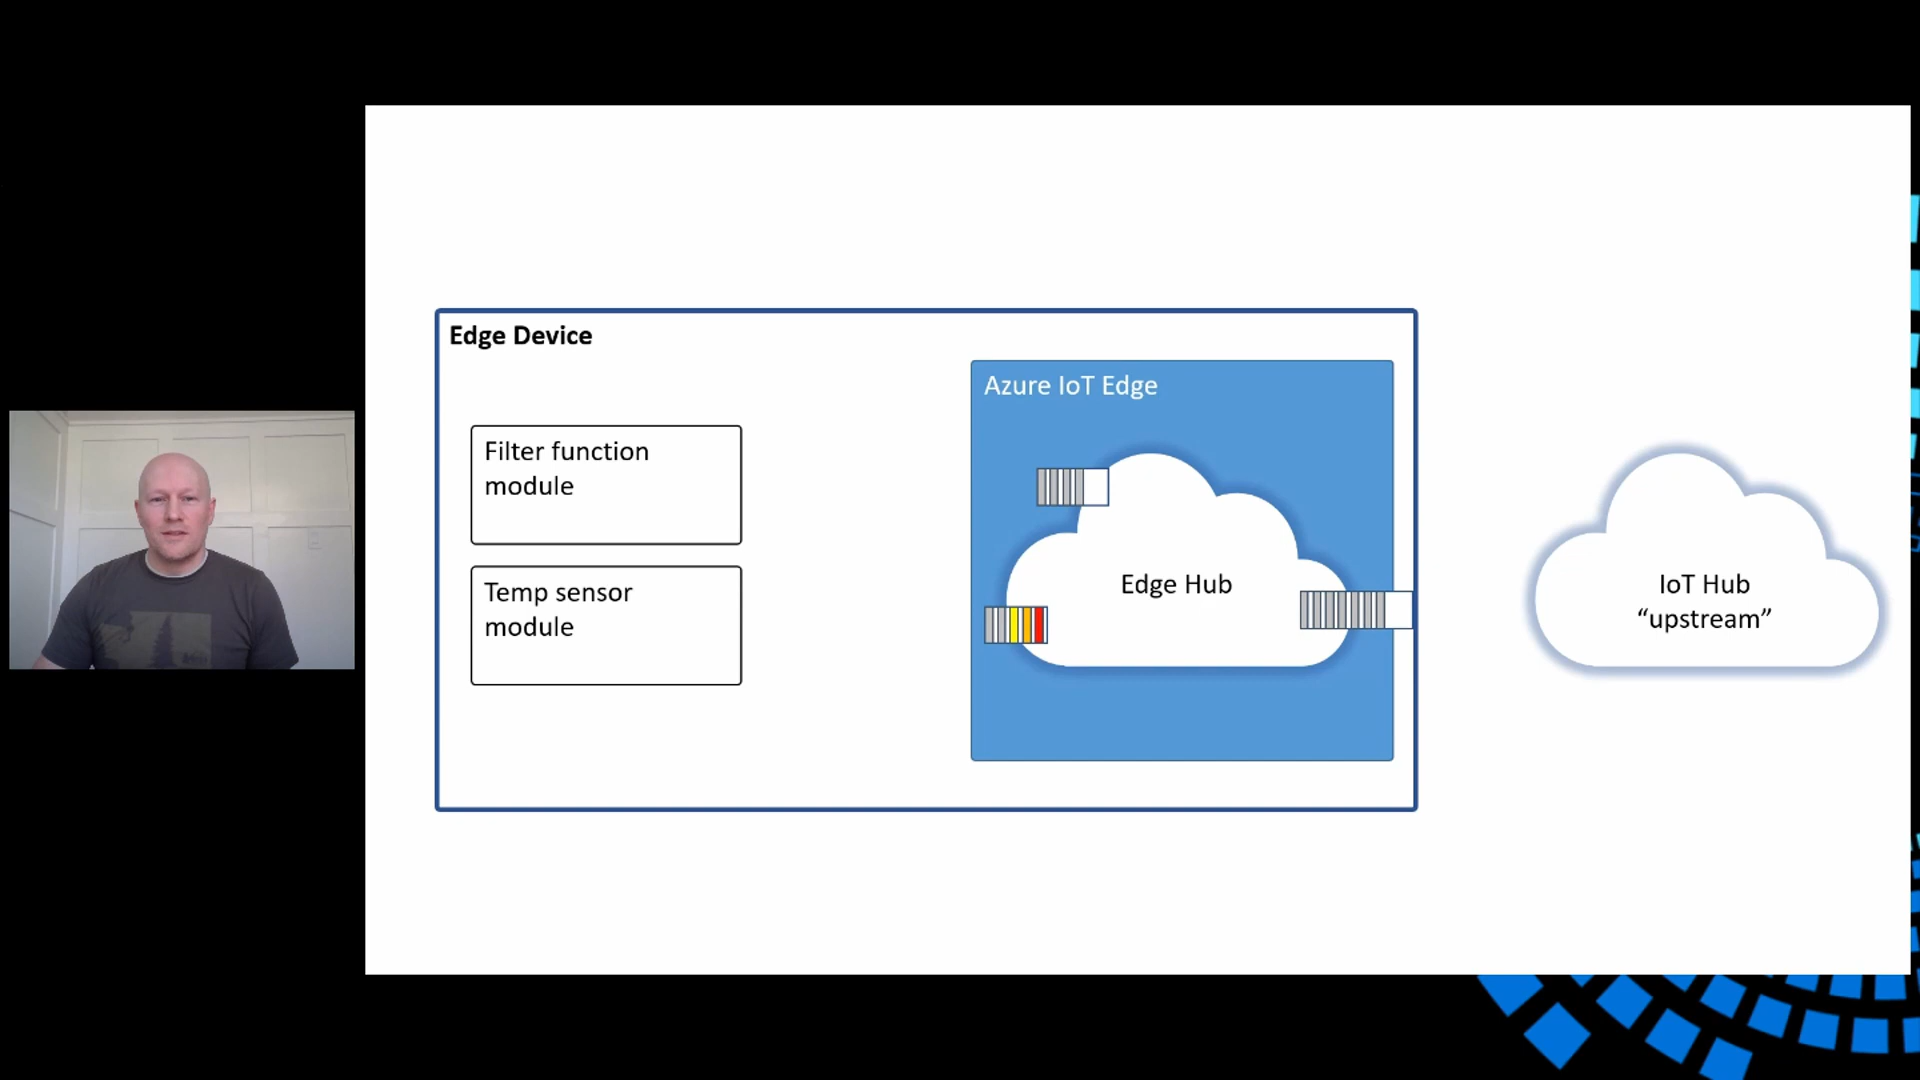 Edge Device
Azure IoT Edge
Filter function
module
Temp sensor
module
Edge Hub
IoT Hub
“upstream”